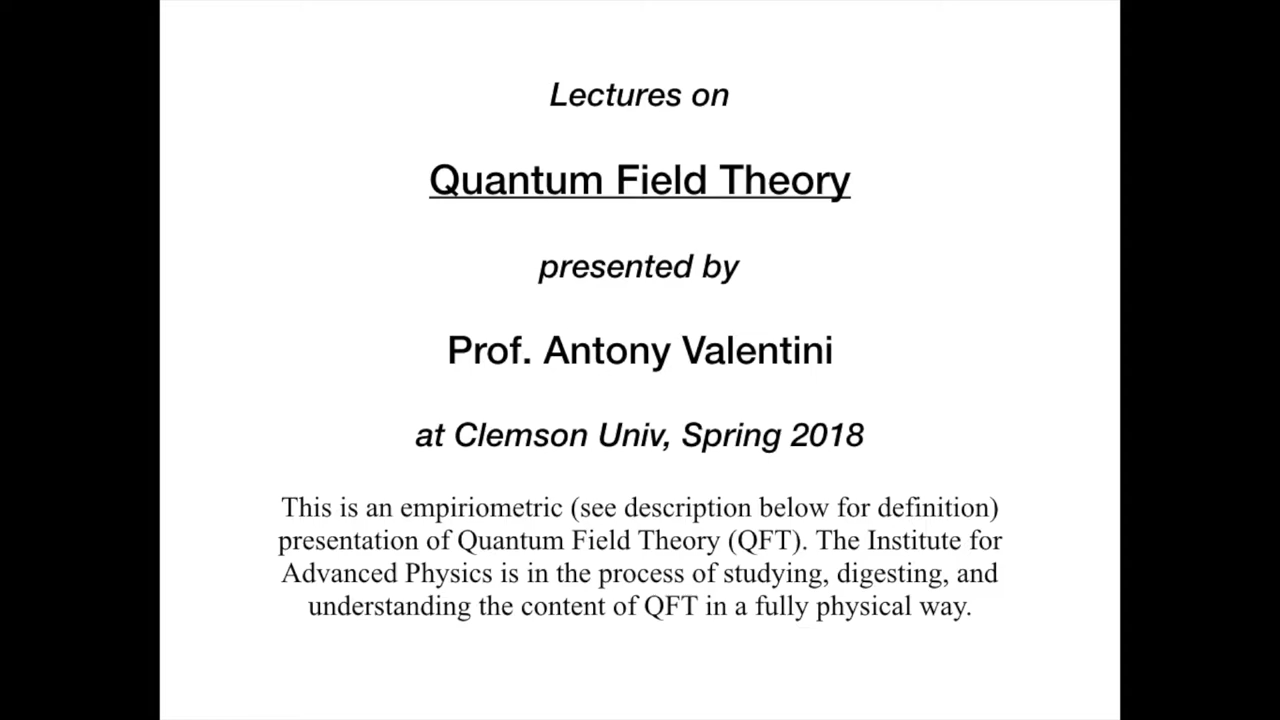 Lectures on
Quantum Field Theory
presented by
Prof. Antony Valentini
at Clemson Univ, Spring 2018
This is an empiriometric (see description below for definition)
presentation of Quantum Field Theory (QFT). The Institute for
Advanced Physics is in the process of studying, digesting, and
understanding the content of QFT in a fully physical way.